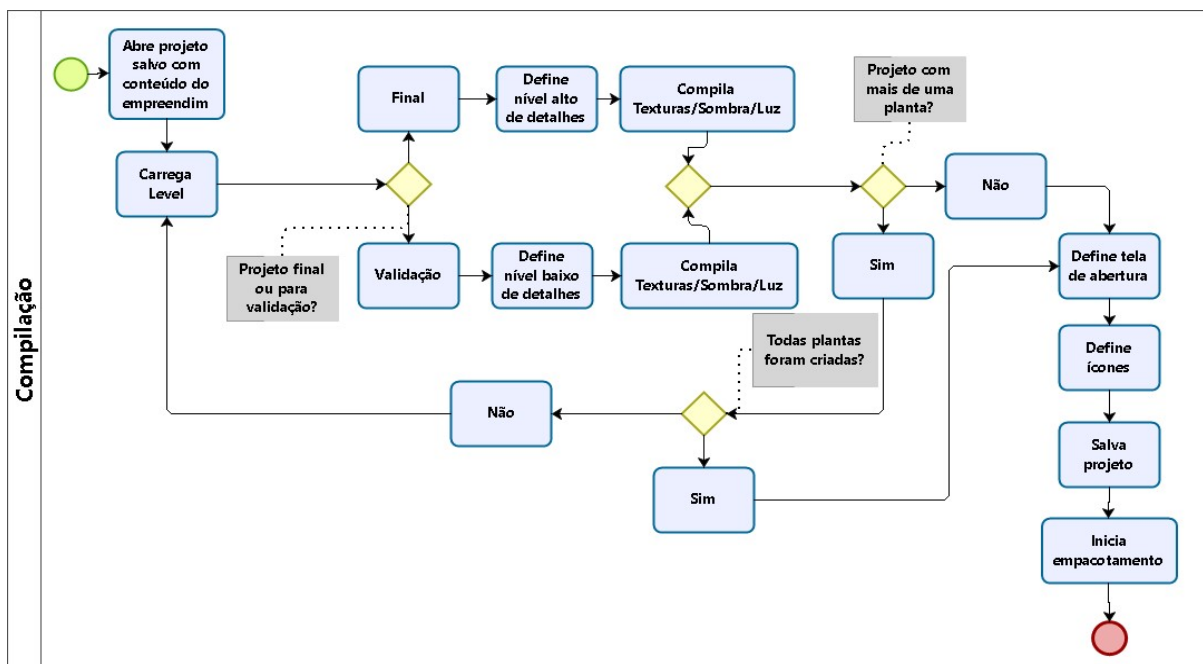 Compilação
Abre projeto
salvo com
conteúdo do
empreendim
Carrega
Level
Projeto final
ou para
validação?
Final
Define
nível alto
de detalhes
Compila
Texturas/Sombra/Luz
Validação
Define
nível baixo
de detalhes
Compila
Texturas/Sombra/Luz
Projeto com
mais de uma
planta?
Não
Sim
Todas plantas
foram criadas?
Não
Sim
Define tela
de abertura
Define
ícones
Salva
projeto
Inicia
empacotamento